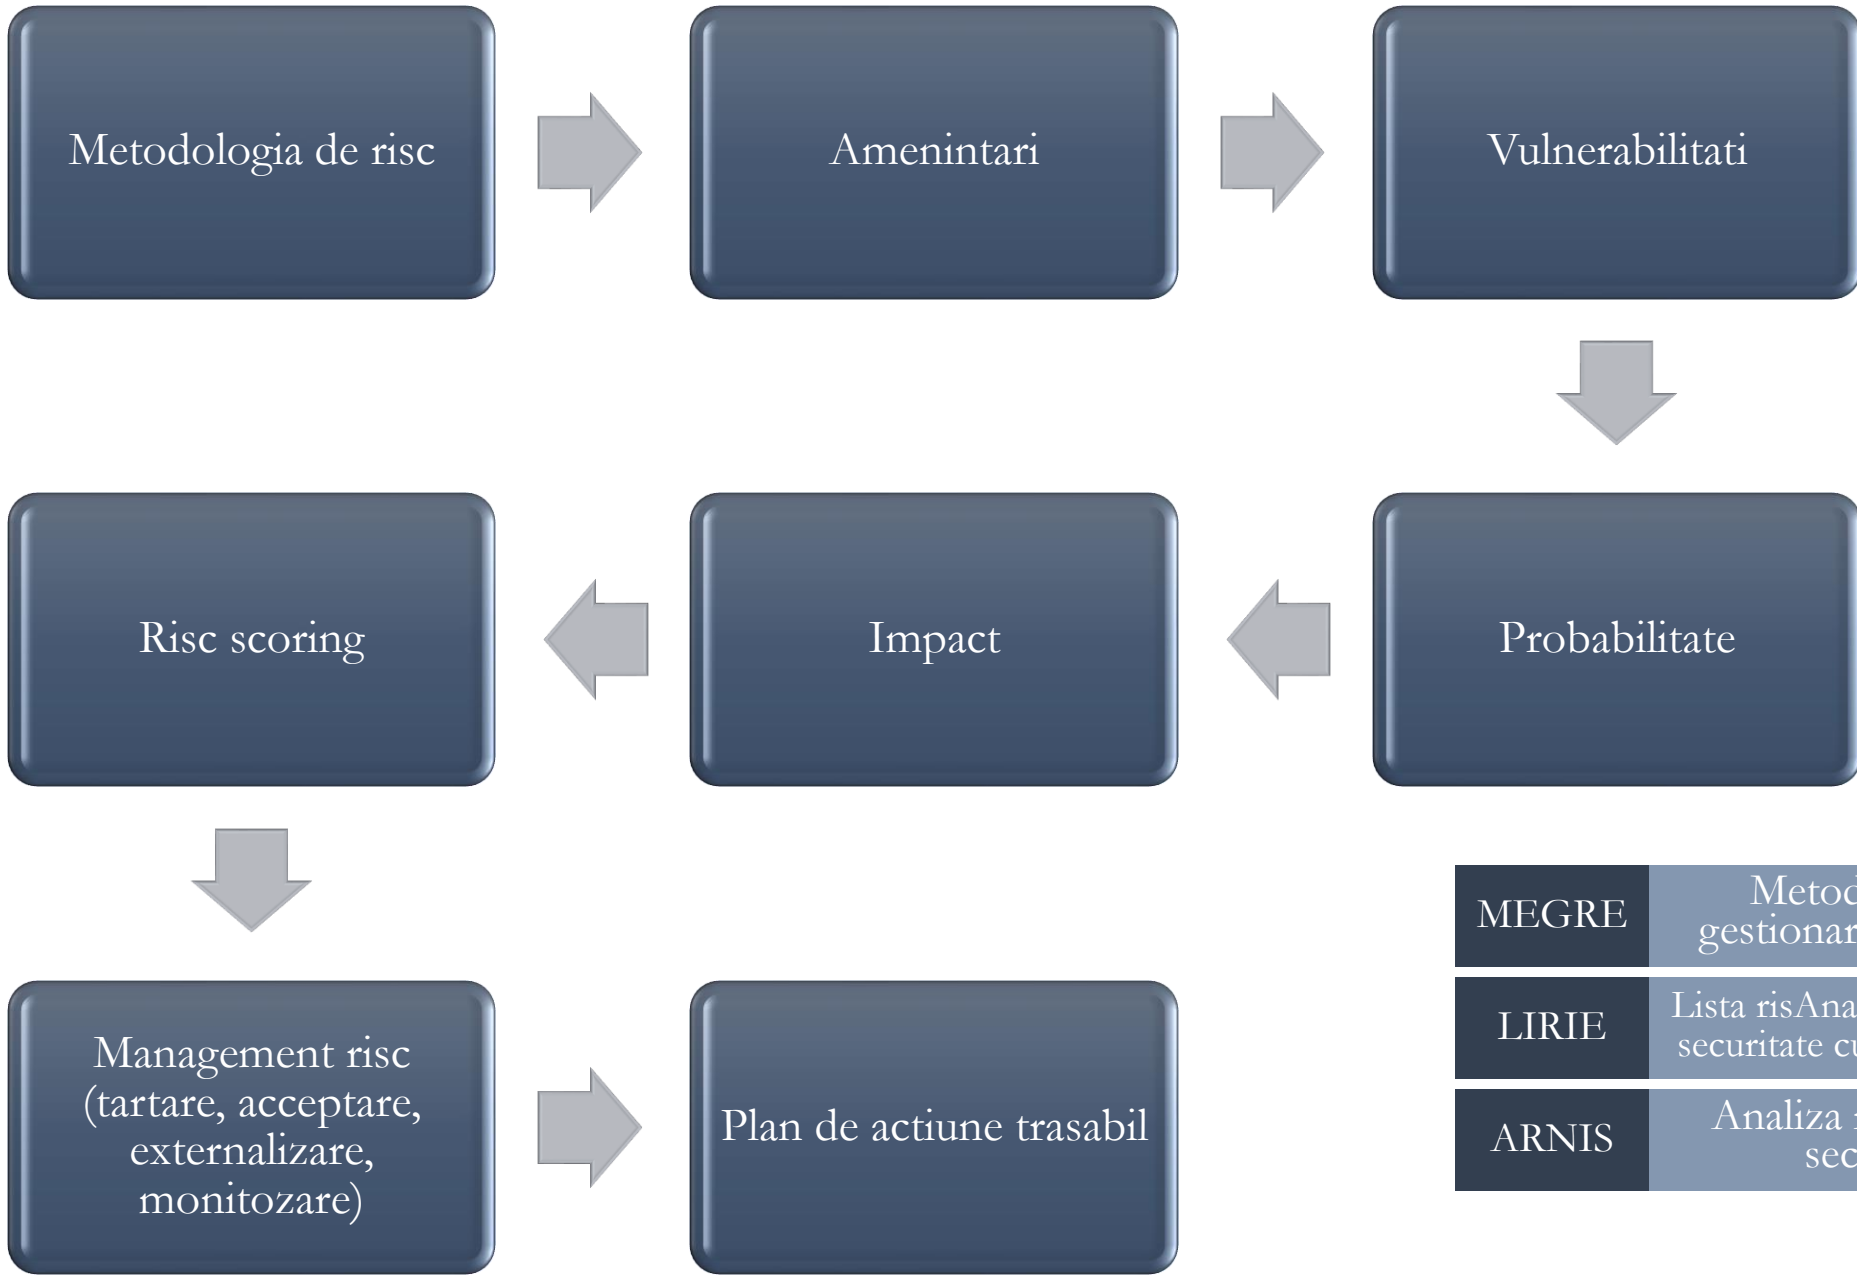 Metodologia de risc
Amenintari
Vulnerabilitati
Risc scoring
Impact
Probabilitate
Management risc
(tartare, acceptare,
externalizare,
monitozare)
Plan de actiune trasabil
MEGRE
LIRIE
Lista
securitate
ARNIS
Analiza